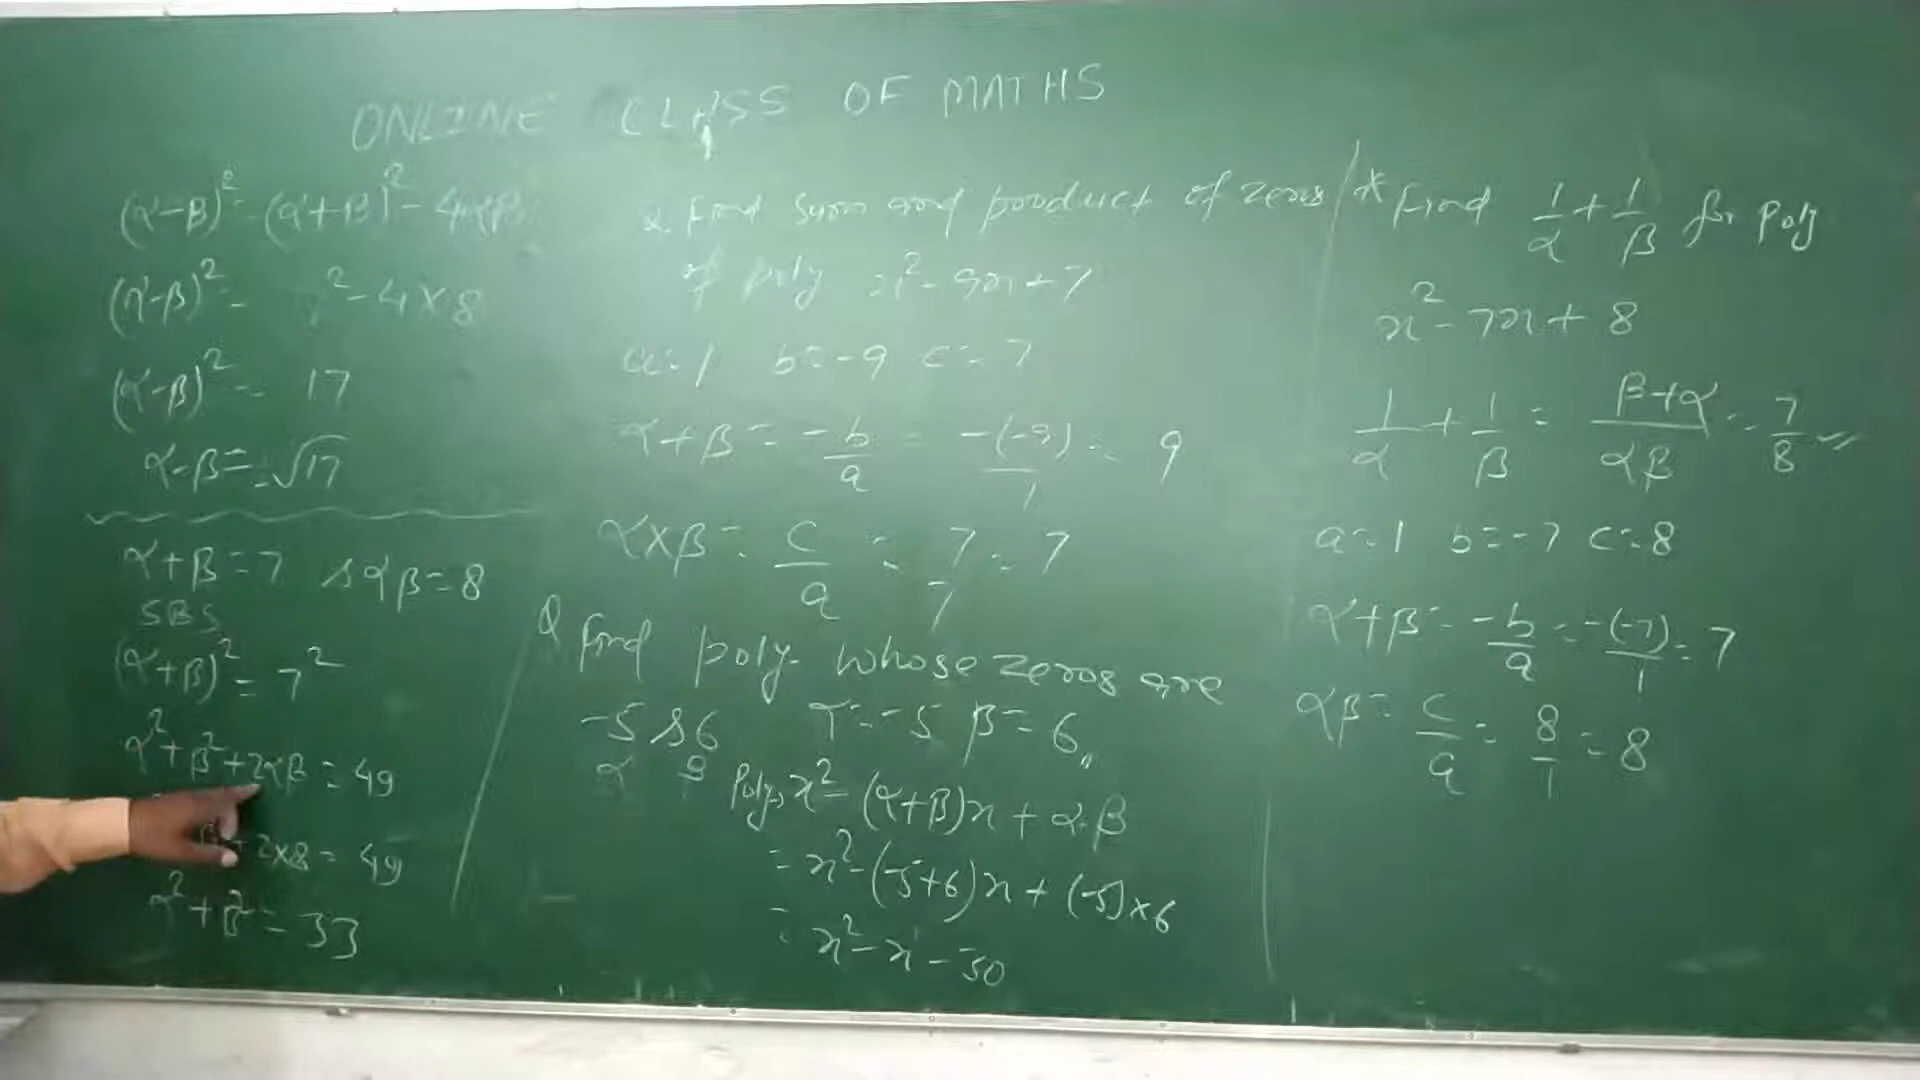 ONLINE CLASS OF MATHS
(α-β)² = (α+β)² - 4αβ
(α-β)² = ² - 4×8
(α-β)² = 17
α-β = √17
α+β = 7 & αβ = 8
SBS
(α+β)² = 7²
α²+β²+2αβ = 49
β²+2×8 = 49
α²+β² = 33
Q. Find sum and product of zeros
of poly x²-9x+7
a=1 b=-9 c=7
α+β = -b/a = -(-9)/1 = 9
α×β = c/a = 7/7 = 7
Q Find poly. whose zeros are
-5 & 6 α=-5 β=6
α β
Poly, x²-(α+β)x+α.β
= x²-(-5+6)x+(-5)×6
= x²-x-30
* Find 1/α+1/β for poly
x²-7x+8
1/α+1/β = β+α/αβ = 7/8
a=1 b=-7 c=8
α+β = -b/a = -(-7)/1 = 7
αβ = c/a = 8/1 = 8